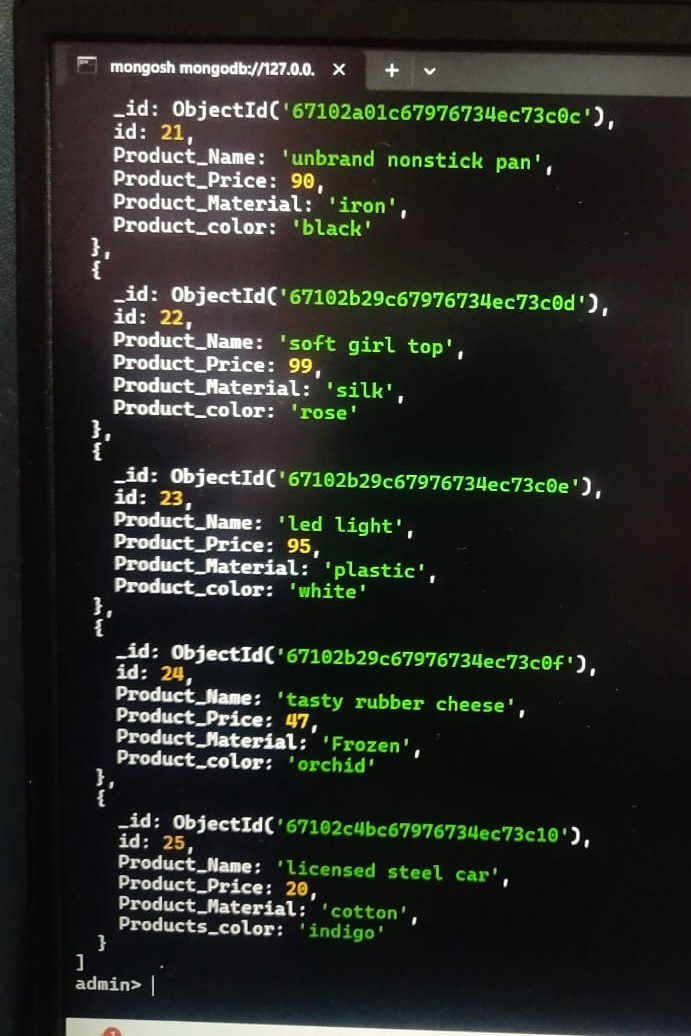 mongosh mongodb://127.0.0. × +
_id: ObjectId('67102a01c67976734ec73c0c'),
id: 21,
Product_Name: 'unbrand nonstick pan',
Product_Price: 90,
Product_Material: 'iron',
Product_color: 'black'
},
{
_id: ObjectId('67102b29c67976734ec73c0d'),
id: 22,
Product_Name: 'soft girl top',
Product_Price: 99,
Product_Material: 'silk',
Product_color: 'rose'
},
{
_id: ObjectId('67102b29c67976734ec73c0e'),
id: 23,
Product_Name: 'led light',
Product_Price: 95,
Product_Material: 'plastic',
Product_color: 'white'
},
{
_id: ObjectId('67102b29c67976734ec73c0f'),
id: 24,
Product_Name: 'tasty rubber cheese',
Product_Price: 47,
Product_Material: 'Frozen',
Product_color: 'orchid'
},
{
_id: ObjectId('67102c4bc67976734ec73c10'),
id: 25,
Product_Name: 'licensed steel car',
Product_Price: 20,
Product_Material: 'cotton',
Products_color: 'indigo'
}
]
admin>